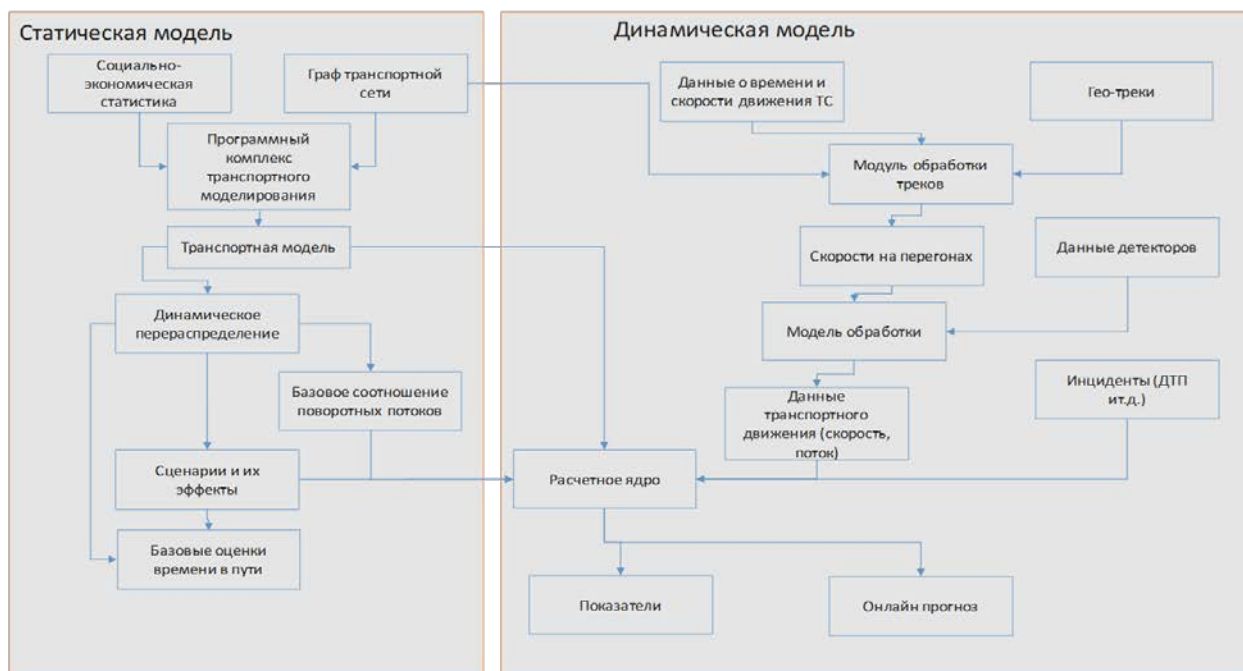 Статическая модель
Социально-
экономическая
статистика
Граф транспортной
сети
Программный
комплекс
транспортного
моделирования
Транспортная модель
Динамическое
перераспределение
Базовое соотношение
поворотных потоков
Сценарии и их
эффекты
Базовые оценки
времени в пути
Динамическая модель
Данные о времени и
скорости движения ТС
Гео-треки
Модуль обработки
треков
Скорости на перегонах
Данные детекторов
Модель обработки
Данные
транспортного
движения (скорость,
поток)
Инциденты (ДТП
ит.д.)
Расчетное ядро
Показатели
Онлайн прогноз